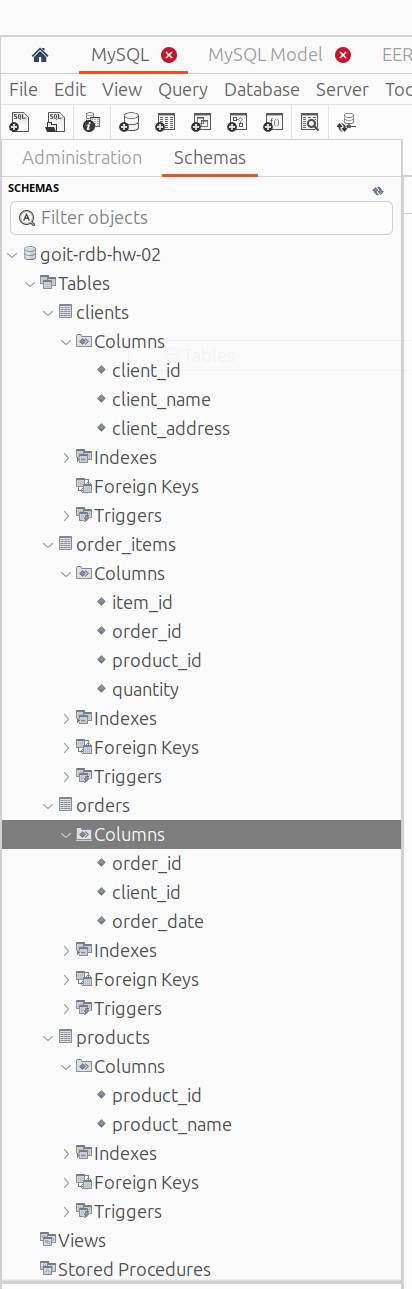 MySQL MySQL Model EER
File Edit View Query Database Server Too
Administration Schemas
SCHEMAS
Filter objects
goit-rdb-hw-02
Tables
clients
Columns
Tables
client_id
client_name
client_address
Indexes
Foreign Keys
Triggers
order_items
Columns
item_id
order_id
product_id
quantity
Indexes
Foreign Keys
Triggers
orders
Columns
order_id
client_id
order_date
Indexes
Foreign Keys
Triggers
products
Columns
product_id
product_name
Indexes
Foreign Keys
Triggers
Views
Stored Procedures